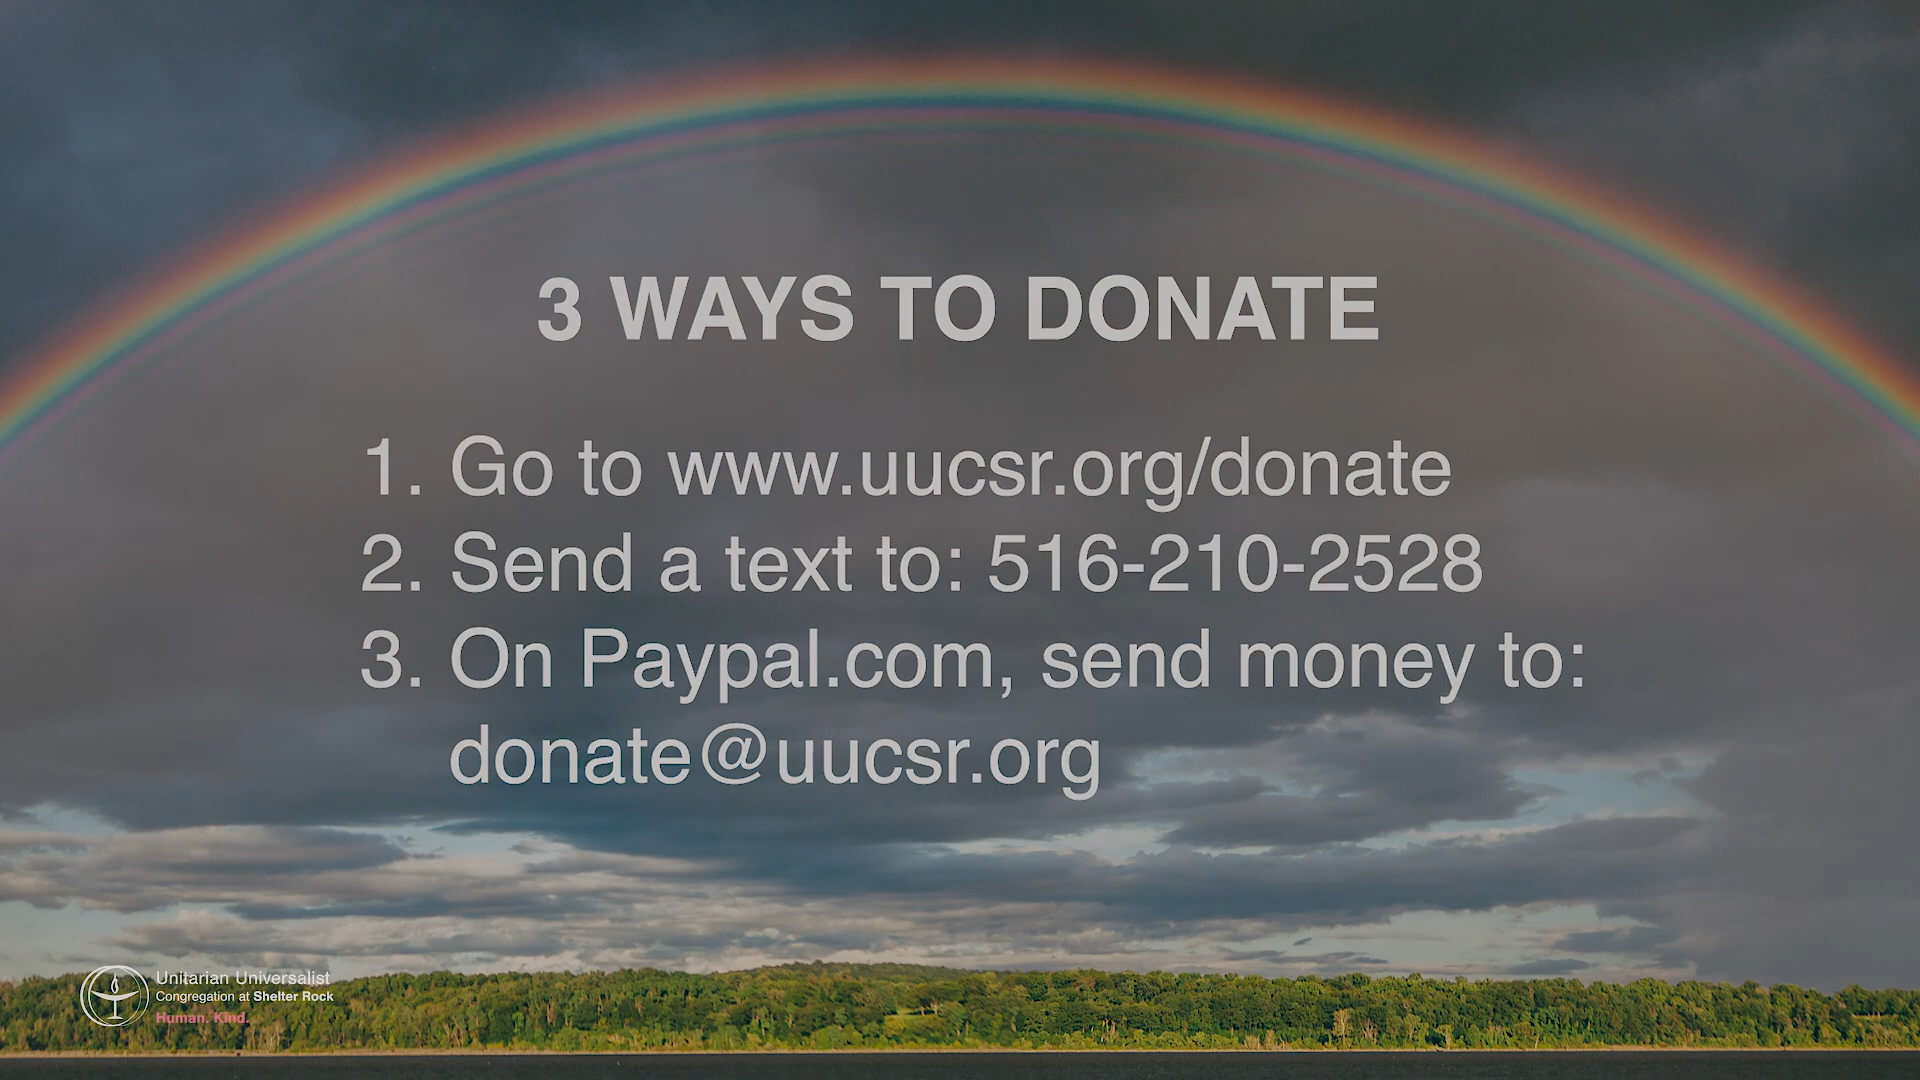 3 WAYS TO DONATE
1. Go to www.uucsr.org/donate
2. Send a text to: 516-210-2528
3. On Paypal.com, send money to:
donate@uucsr.org
Unitarian Universalist
Congregation at Shelter Rock
Human. Kind.